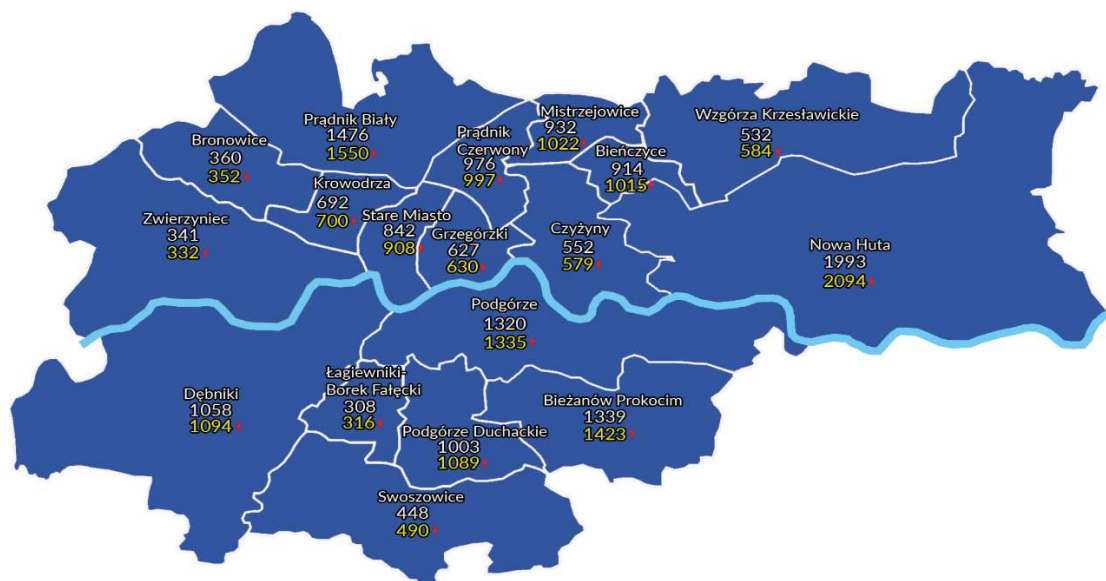 Prądnik Biały
1476
1550
Bronowice
360
352
Krowodrza
692
700
Zwierzyniec
341
332
Stare Miasto
842
908
Grzegórzki
627
630
Prądnik
Czerwony
976
997
Mistrzejowice
932
1022
Bieńczyce
914
1015
Wzgórza Krzesławickie
532
584
Czyżyny
552
579
Nowa Huta
1993
2094
Podgórze
1320
1335
Dębniki
1058
1094
Łagiewniki-
Borek Fałęcki
308
316
Podgórze Duchackie
1003
1089
Bieżanów Prokocim
1339
1423
Swoszowice
448
490